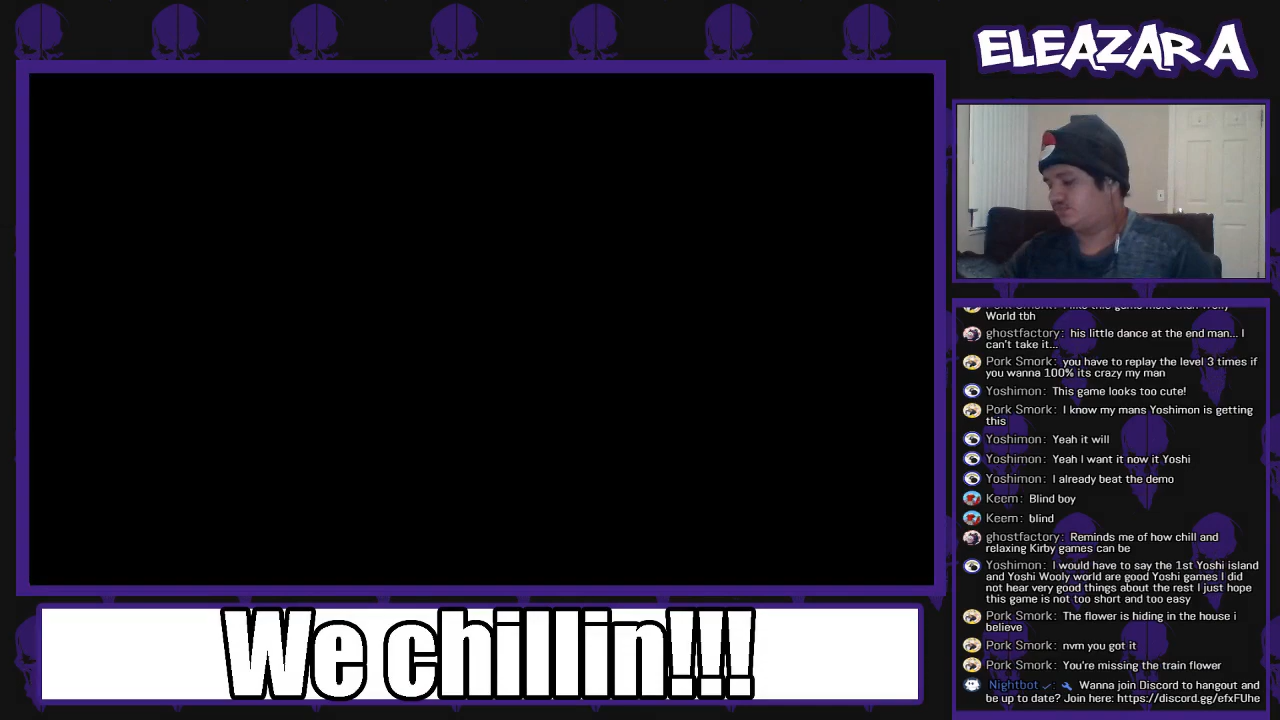 ELEAZAR A
World tbh
ghostfactory: his little dance at the end man... I
can't take it...
Pork Smork: you have to replay the level 3 times if
you wanna 100% its crazy my man
Yoshimon: This game looks too cute!
Pork Smork: I know my mans Yoshimon is getting
this
Yoshimon: Yeah it will
Yoshimon: Yeah I want it now it Yoshi
Yoshimon: I already beat the demo
Keem: Blind boy
Keem: blind
ghostfactory: Reminds me of how chill and
relaxing Kirby games can be
Yoshimon: I would have to say the 1st Yoshi island
and Yoshi Wooly world are good Yoshi games I did
not hear very good things about the rest I just hope
this game is not too short and too easy
Pork Smork: The flower is hiding in the house i
believe
Pork Smork: nvm you got it
Pork Smork: You're missing the train flower
Nightbot: Wanna join Discord to hangout and
be up to date? Join here: https://discord.gg/efxFUhe
We chillin!!!